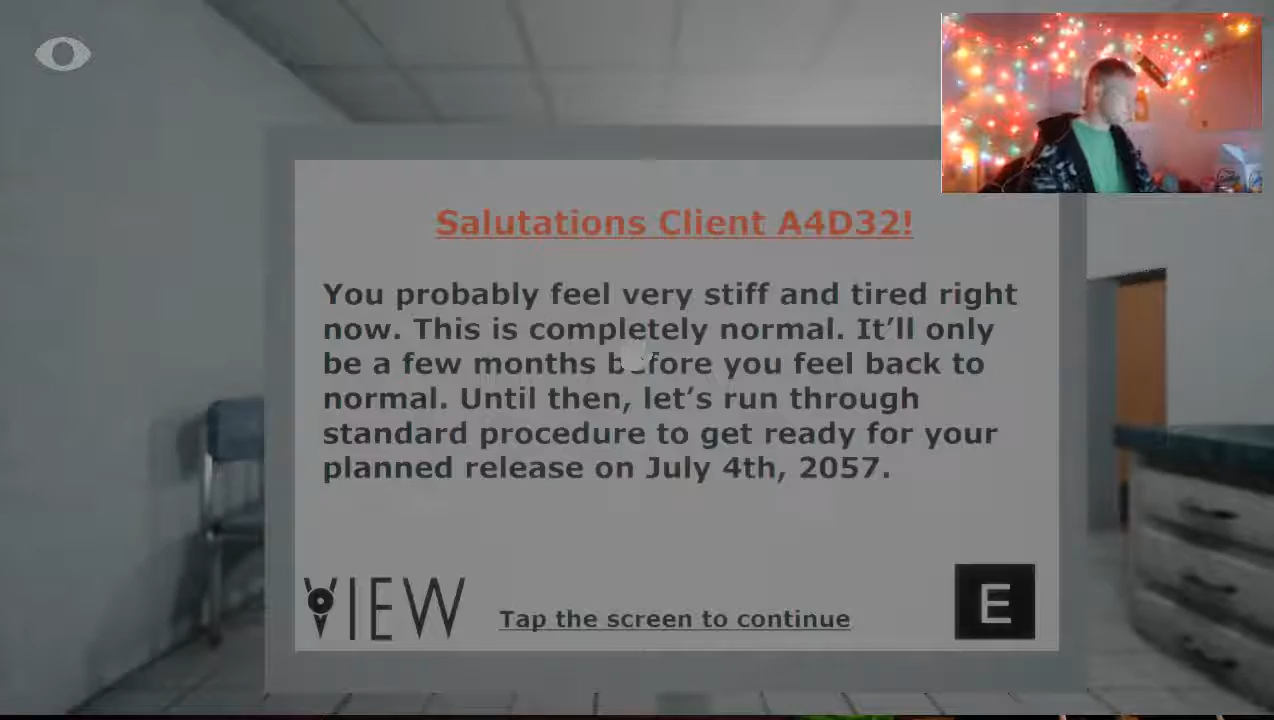 Salutations Client A4D32!
You probably feel very stiff and tired right
now. This is completely normal. It’ll only
be a few months before you feel back to
normal. Until then, let’s run through
standard procedure to get ready for your
planned release on July 4th, 2057.
VIEW
Tap the screen to continue
E